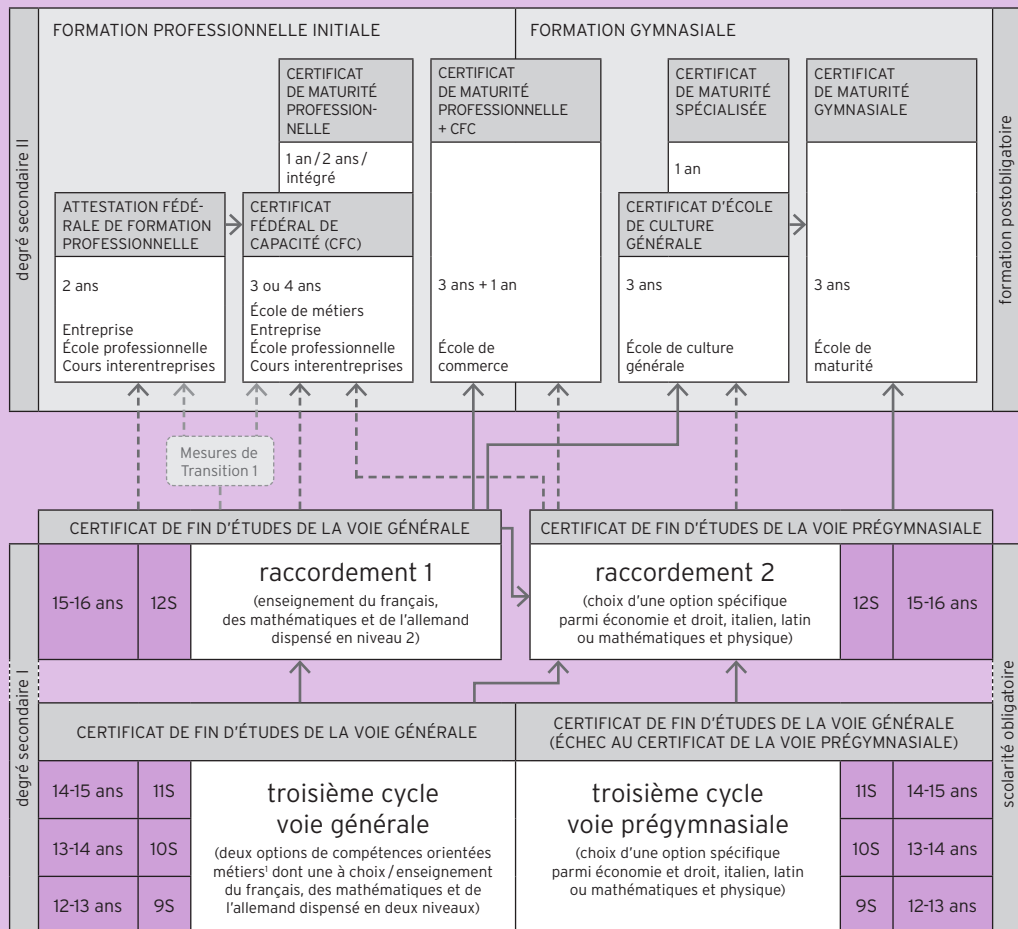 degré secondaire II
FORMATION PROFESSIONNELLE INITIALE
FORMATION GYMNASIALE
formation postobligatoire
CERTIFICAT
DE MATURITÉ
PROFESSION-
NELLE
1 an / 2 ans /
intégré
CERTIFICAT
DE MATURITÉ
PROFESSIONNELLE
+ CFC
3 ans + 1 an
École de
commerce
CERTIFICAT
DE MATURITÉ
SPÉCIALISÉE
1 an
CERTIFICAT
DE MATURITÉ
GYMNASIALE
3 ans
École de
maturité
ATTESTATION FÉDÉ-
RALE DE FORMATION
PROFESSIONNELLE
2 ans
Entreprise
École professionnelle
Cours interentreprises
CERTIFICAT
FÉDÉRAL DE
CAPACITÉ (CFC)
3 ou 4 ans
École de métiers
Entreprise
École professionnelle
Cours interentreprises
CERTIFICAT D'ÉCOLE
DE CULTURE
GÉNÉRALE
3 ans
École de culture
générale
Mesures de
Transition 1
degré secondaire I
CERTIFICAT DE FIN D'ÉTUDES DE LA VOIE GÉNÉRALE
15-16 ans
12S
raccordement 1
(enseignement du français,
des mathématiques et de l'allemand
dispensé en niveau 2)
CERTIFICAT DE FIN D'ÉTUDES DE LA VOIE PRÉGYMNASIALE
raccordement 2
(choix d'une option spécifique
parmi économie et droit, italien, latin
ou mathématiques et physique)
12S
15-16 ans
scolarité obligatoire
CERTIFICAT DE FIN D'ÉTUDES DE LA VOIE GÉNÉRALE
14-15 ans
11S
13-14 ans
10S
12-13 ans
9S
troisième cycle
voie générale
(deux options de compétences orientées
métiers¹ dont une à choix / enseignement
du français, des mathématiques et de
l'allemand dispensé en deux niveaux)
CERTIFICAT DE FIN D'ÉTUDES DE LA VOIE GÉNÉRALE
(ÉCHEC AU CERTIFICAT DE LA VOIE PRÉGYMNASIALE)
troisième cycle
voie prégymnasiale
(choix d'une option spécifique
parmi économie et droit, italien, latin
ou mathématiques et physique)
11S
14-15 ans
10S
13-14 ans
9S
12-13 ans